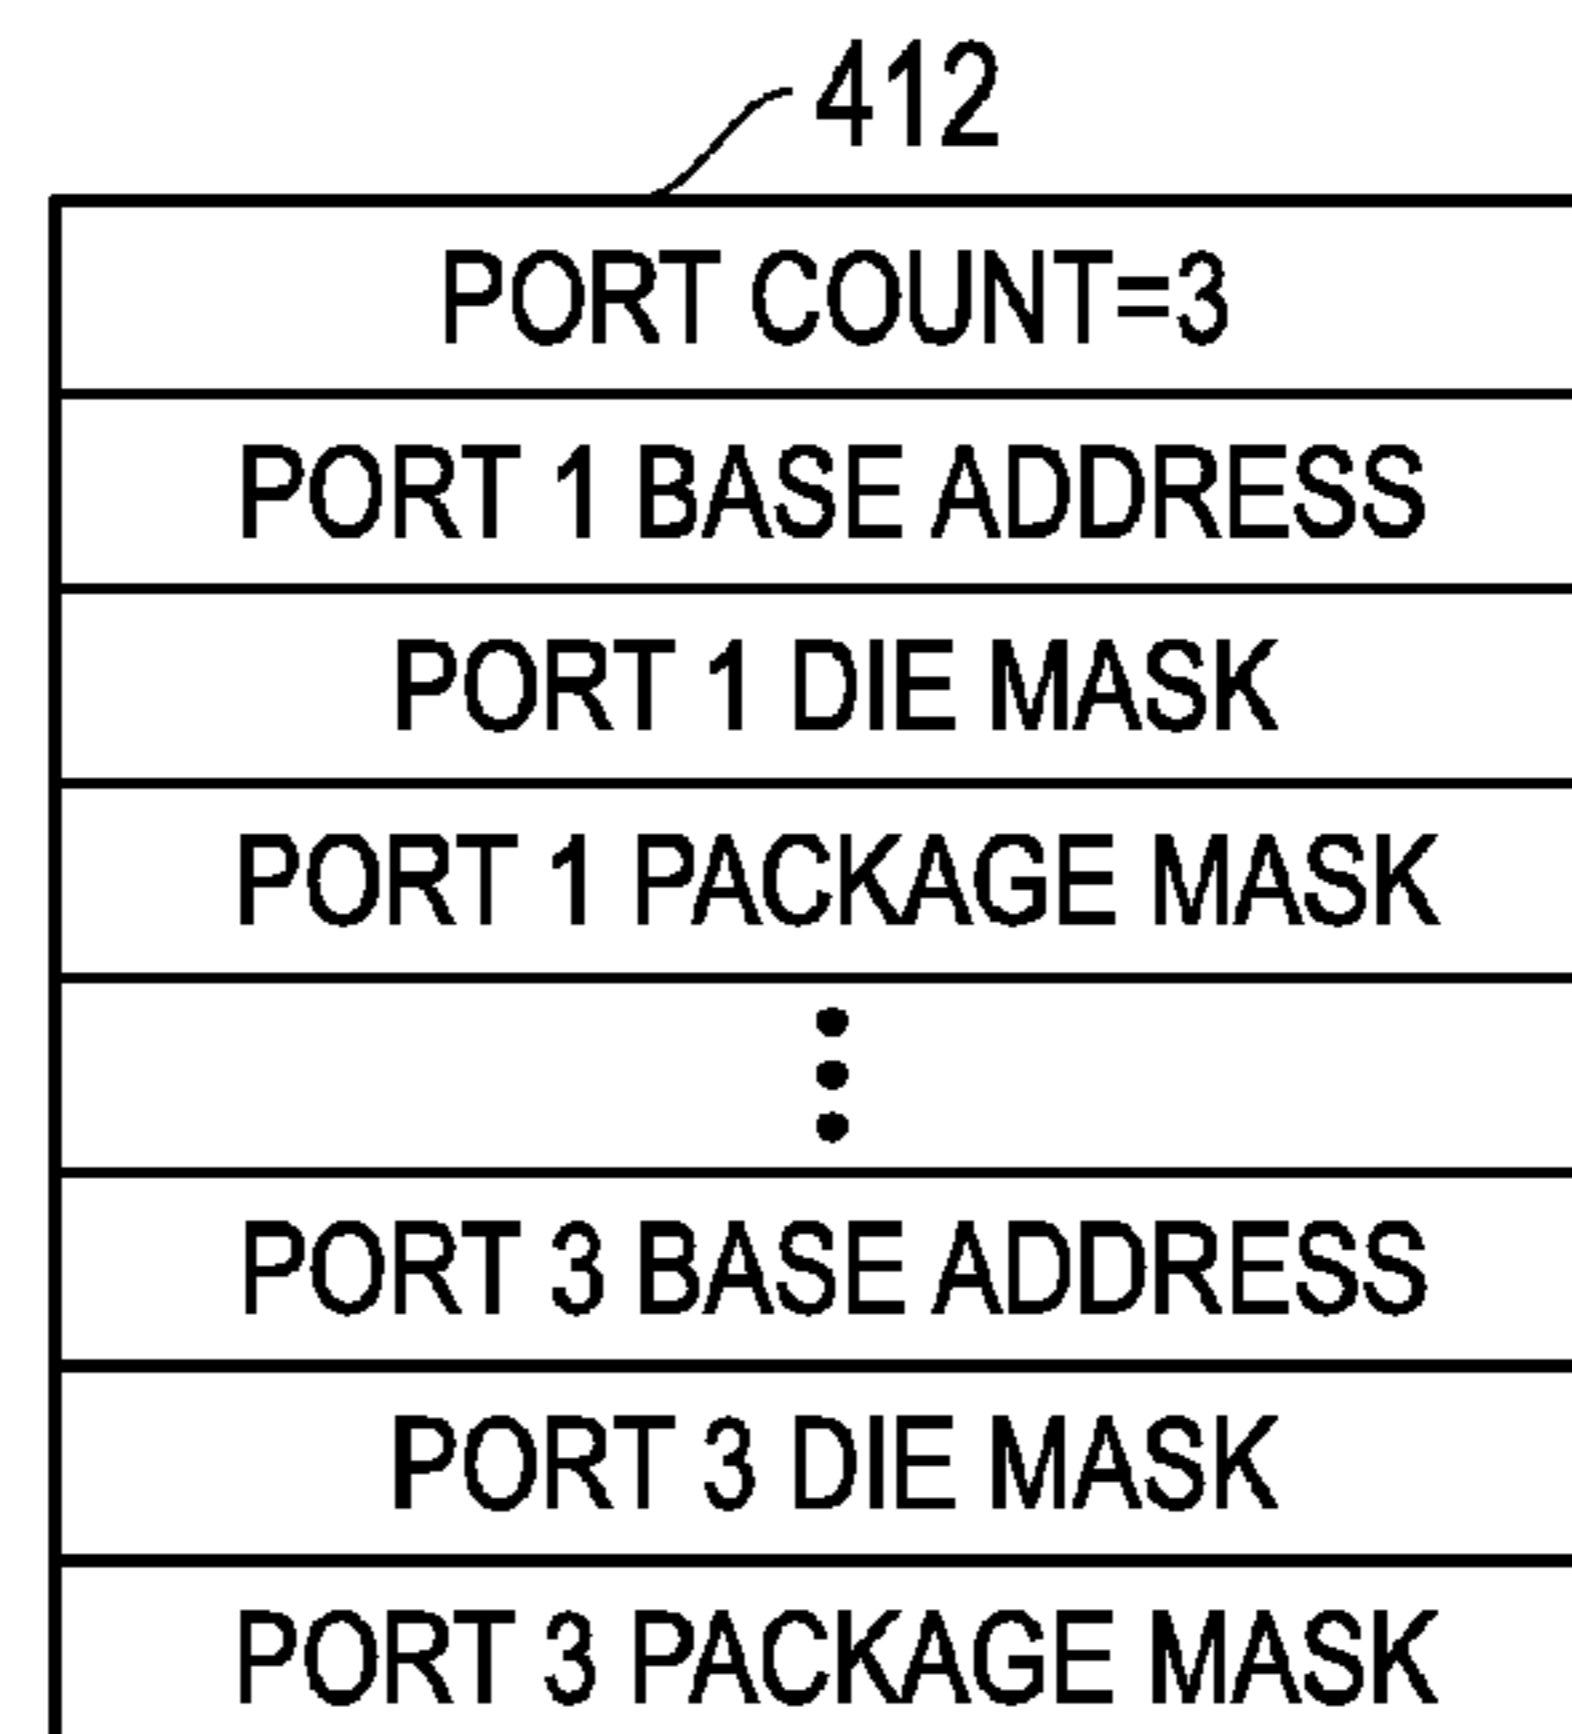 412
PORT COUNT=3
PORT 1 BASE ADDRESS
PORT 1 DIE MASK
PORT 1 PACKAGE MASK
PORT 3 BASE ADDRESS
PORT 3 DIE MASK
PORT 3 PACKAGE MASK